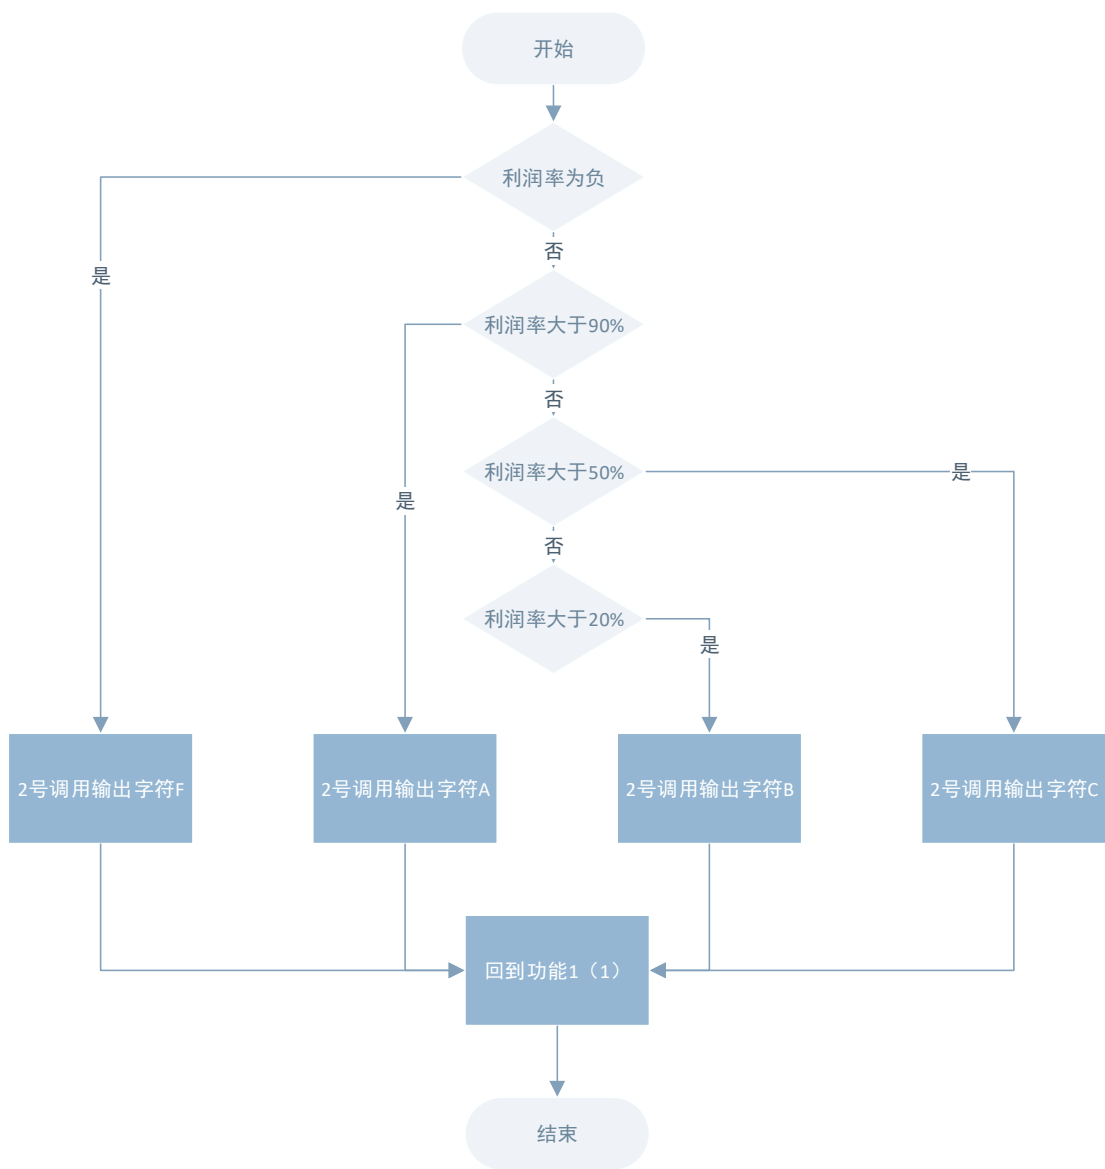 开始
利润率为负
否
是
利润率大于90%
否
利润率大于50%
是
是
否
利润率大于20%
是
2号调用输出字符F
2号调用输出字符A
2号调用输出字符B
2号调用输出字符C
回到功能1（1）
结束